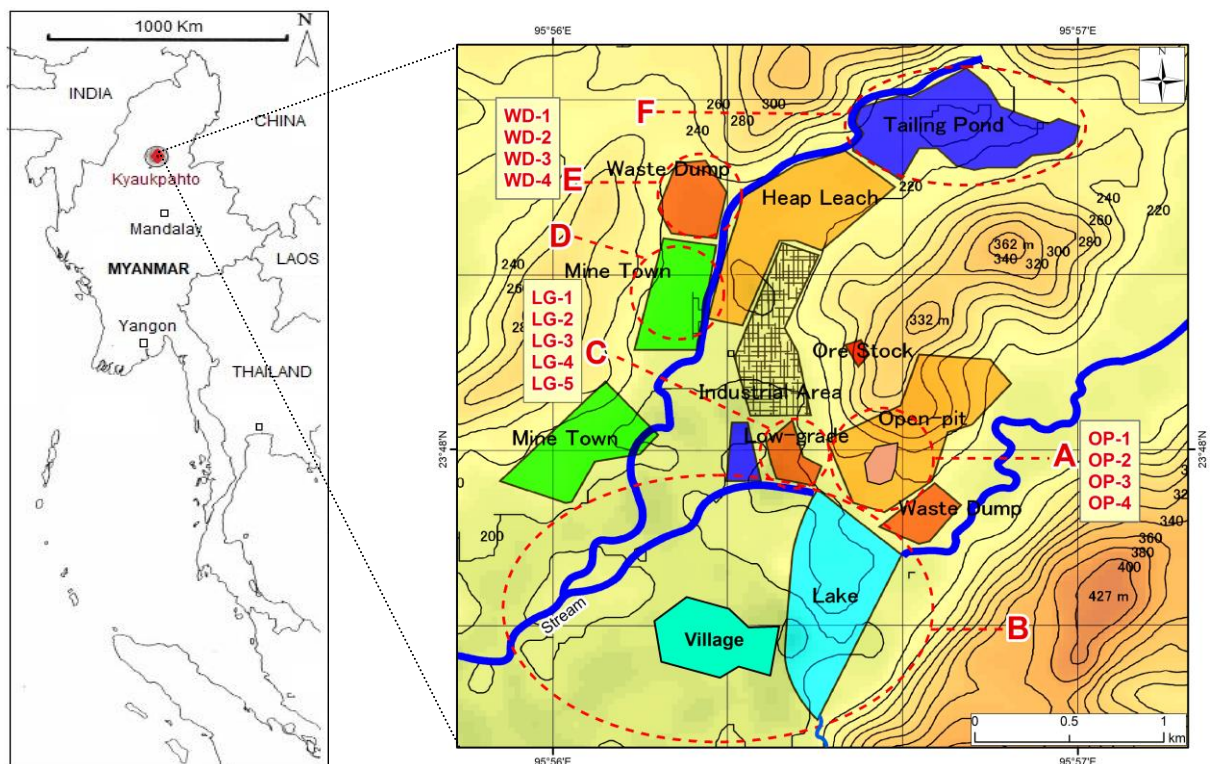 1000 Km
N
INDIA
CHINA
Kyaukpahto
Mandalay
MYANMAR
LAOS
Yangon
THAILAND
95°56'E
95°57'E
N
WD-1
WD-2
WD-3
WD-4
F
260
300
280
240
Tailing Pond
Waste Dump
E
Heap Leach
220
240
260
280
220
D
362 m
300
340
320
240
Mine Town
LG-1
LG-2
LG-3
LG-4
LG-5
332 m
C
Ore Stock
Industrial Area
Open-pit
Mine Town
Low-grade
23°48'N
23°48'N
A
OP-1
OP-2
OP-3
OP-4
Waste Dump
340
360
380
400
200
427 m
Lake
Stream
Village
B
0
0.5
1
km
95°56'E
95°57'E